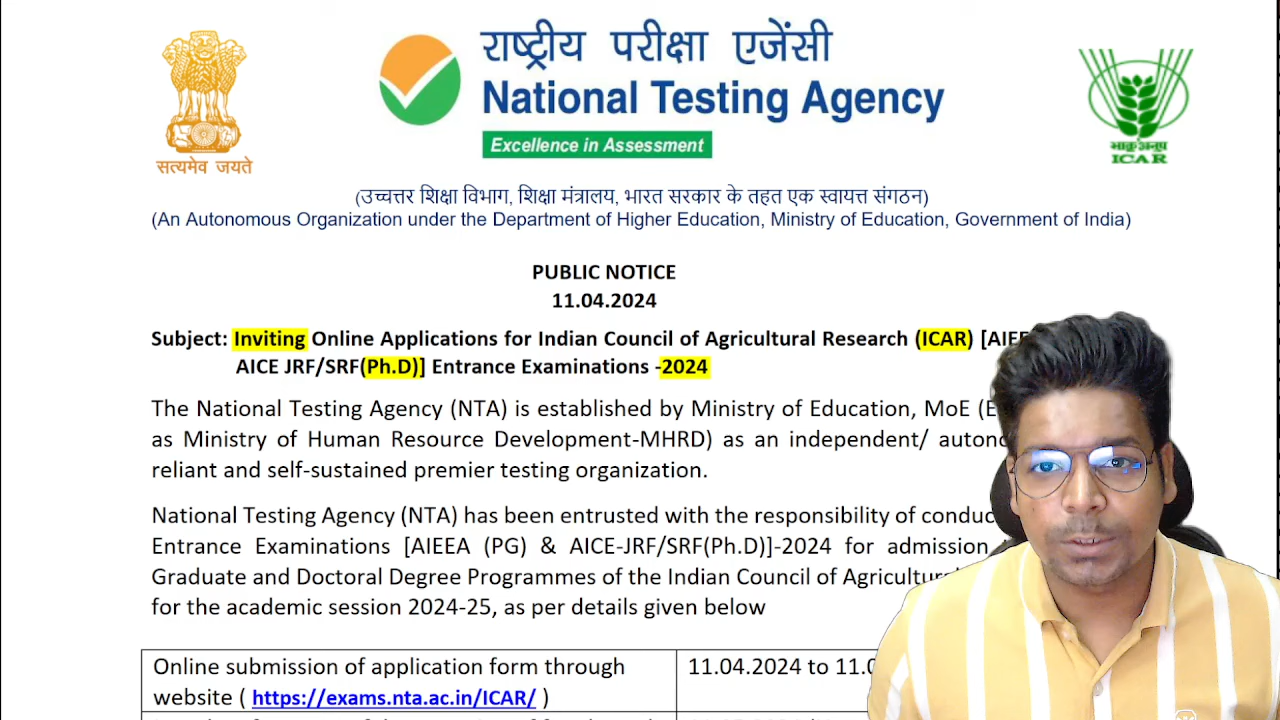 राष्ट्रीय परीक्षा एजेंसी
National Testing Agency
Excellence in Assessment
सत्यमेव जयते
भाकृअनुप
ICAR
(उच्चत्तर शिक्षा विभाग, शिक्षा मंत्रालय, भारत सरकार के तहत एक स्वायत्त संगठन)
(An Autonomous Organization under the Department of Higher Education, Ministry of Education, Government of India)
PUBLIC NOTICE
11.04.2024
Subject: Inviting Online Applications for Indian Council of Agricultural Research (ICAR)
AICE JRF/SRF(Ph.D)] Entrance Examinations -2024
The National Testing Agency (NTA) is established by Ministry of Education, MoE
as Ministry of Human Resource Development-MHRD) as an independent/
reliant and self-sustained premier testing organization.
National Testing Agency (NTA) has been entrusted with the responsibility of
Entrance Examinations [AIEEA (PG) & AICE-JRF/SRF(Ph.D)]-2024 for admission
Graduate and Doctoral Degree Programmes of the Indian Council of
for the academic session 2024-25, as per details given below
Online submission of application form through
website ( https://exams.nta.ac.in/ICAR/ )
11.04.2024 to